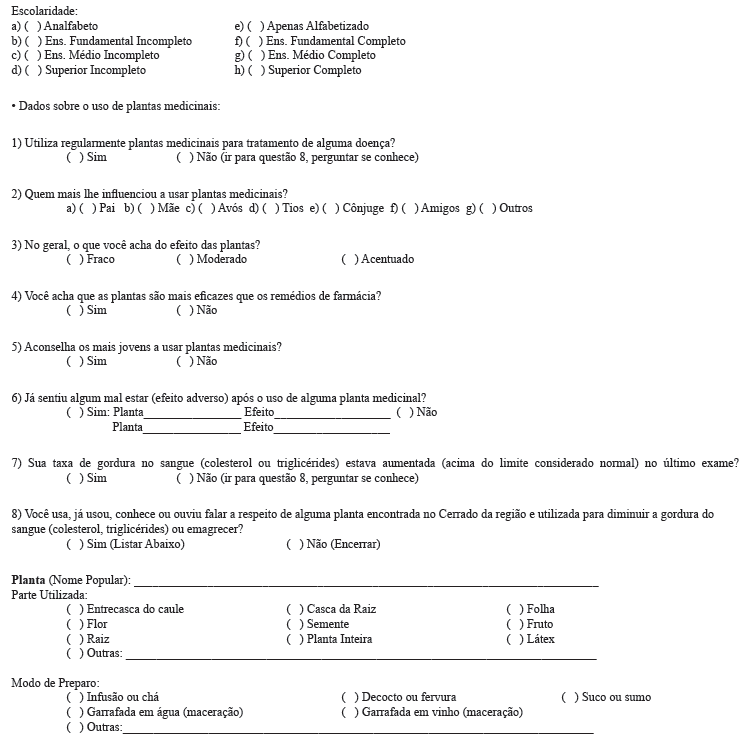 Escolaridade:
a) ( ) Analfabeto e) ( ) Apenas Alfabetizado
b) ( ) Ens. Fundamental Incompleto f) ( ) Ens. Fundamental Completo
c) ( ) Ens. Médio Incompleto g) ( ) Ens. Médio Completo
d) ( ) Superior Incompleto h) ( ) Superior Completo
• Dados sobre o uso de plantas medicinais:
1) Utiliza regularmente plantas medicinais para tratamento de alguma doença?
( ) Sim ( ) Não (ir para questão 8, perguntar se conhece)
2) Quem mais lhe influenciou a usar plantas medicinais?
a) ( ) Pai b) ( ) Mãe c) ( ) Avós d) ( ) Tios e) ( ) Cônjuge f) ( ) Amigos g) ( ) Outros
3) No geral, o que você acha do efeito das plantas?
( ) Fraco ( ) Moderado ( ) Acentuado
4) Você acha que as plantas são mais eficazes que os remédios de farmácia?
( ) Sim ( ) Não
5) Aconselha os mais jovens a usar plantas medicinais?
( ) Sim ( ) Não
6) Já sentiu algum mal estar (efeito adverso) após o uso de alguma planta medicinal?
( ) Sim: Planta________________ Efeito___________________ ( ) Não
Planta________________ Efeito___________________
7) Sua taxa de gordura no sangue (colesterol ou triglicérides) estava aumentada (acima do limite considerado normal) no último exame?
( ) Sim ( ) Não (ir para questão 8, perguntar se conhece)
8) Você usa, já usou, conhece ou ouviu falar a respeito de alguma planta encontrada no Cerrado da região e utilizada para diminuir a gordura do
sangue (colesterol, triglicérides) ou emagrecer?
( ) Sim (Listar Abaixo) ( ) Não (Encerrar)
Planta (Nome Popular): ____________________________________________________________
Parte Utilizada:
( ) Entrecasca do caule ( ) Casca da Raiz ( ) Folha
( ) Flor ( ) Semente ( ) Fruto
( ) Raiz ( ) Planta Inteira ( ) Látex
( ) Outras: ____________________________________________________________
Modo de Preparo:
( ) Infusão ou chá ( ) Decocto ou fervura ( ) Suco ou sumo
( ) Garrafada em água (maceração) ( ) Garrafada em vinho (maceração)
( ) Outras:____________________________________________________________